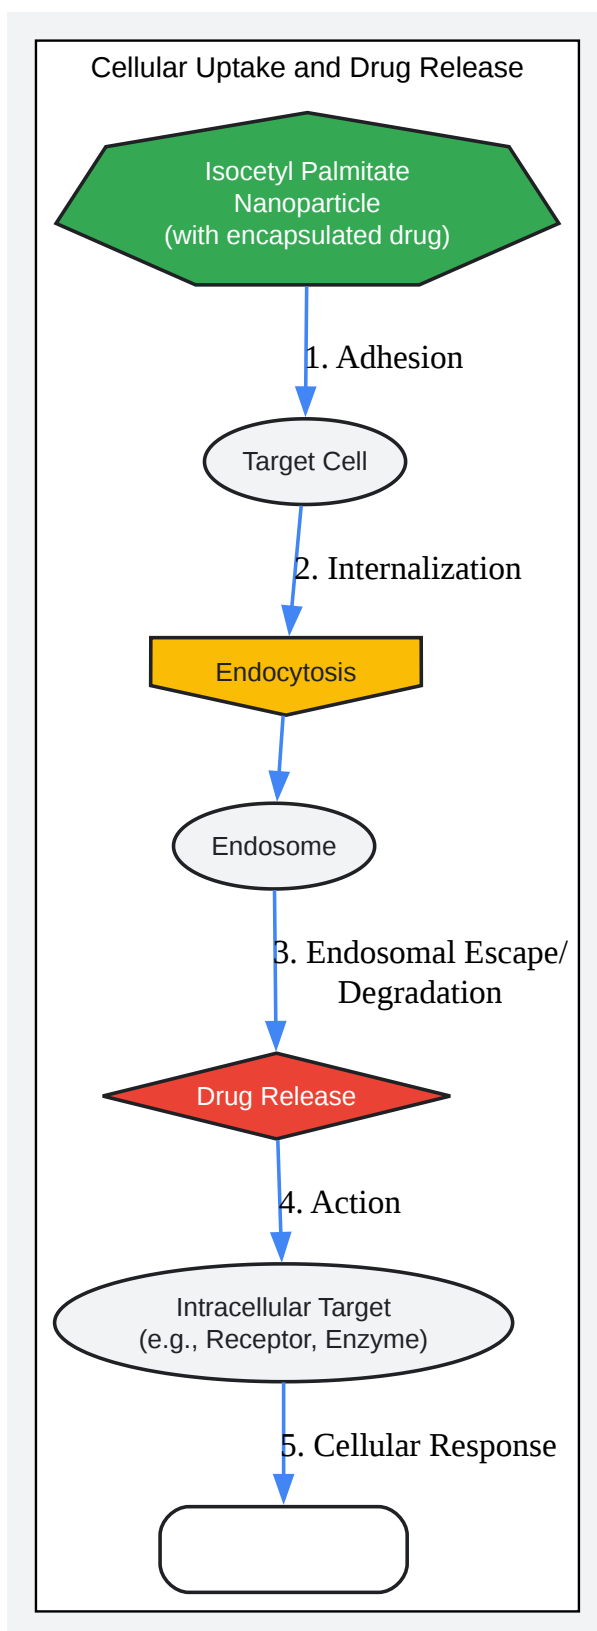 Cellular Uptake and Drug Release
Isocetyl Palmitate
Nanoparticle
(with encapsulated drug)
1. Adhesion
Target Cell
2. Internalization
Endocytosis
Endosome
3. Endosomal Escape/
Degradation
Drug Release
4. Action
Intracellular Target
(e.g., Receptor, Enzyme)
5. Cellular Response